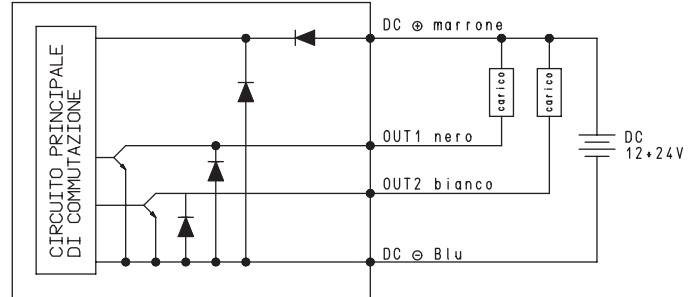 DC ⊕ marrone
CIRCUITO PRINCIPALE
DI COMMUTAZIONE
carico
carico
OUT1 nero
DC
12÷24V
OUT2 bianco
DC ⊖ Blu